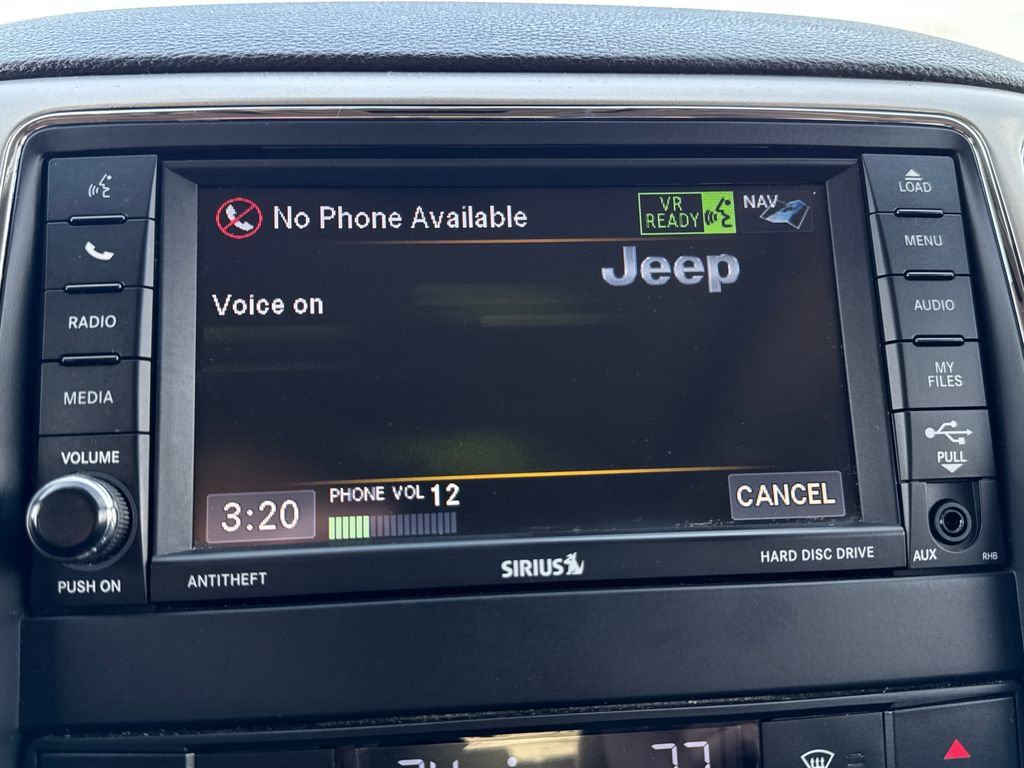 LOAD
No Phone Available
VR
READY
NAV
MENU
Jeep
Voice on
AUDIO
RADIO
MY
FILES
MEDIA
VOLUME
PULL
3:20
PHONE VOL 12
CANCEL
AUX
RHB
PUSH ON
ANTITHEFT
SIRIUS
HARD DISC DRIVE
77